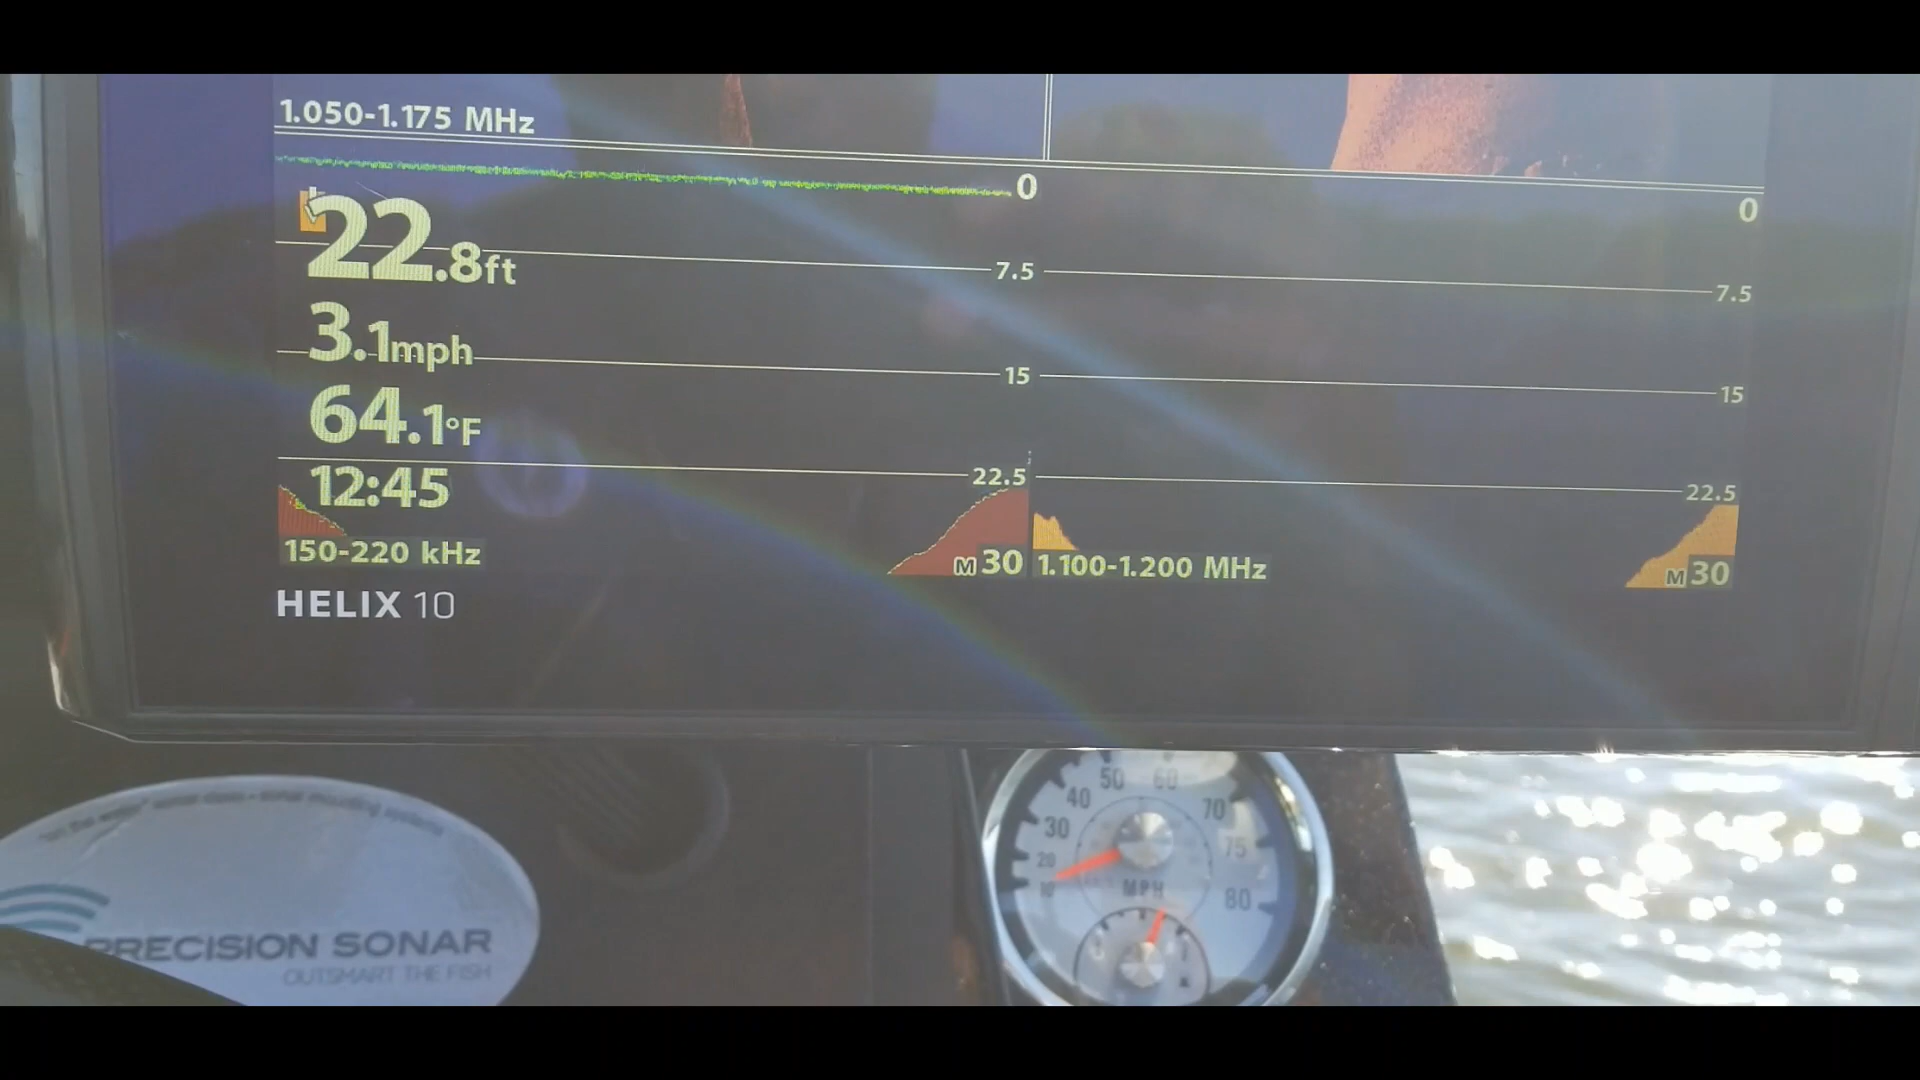 1.050-1.175 MHz
0
0
22.8ft
7.5
7.5
3.1mph
15
15
64.1°F
22.5
22.5
12:45
150-220 kHz
M 30
1.100-1.200 MHz
M 30
HELIX 10
50 60
40
70
30
75
20
10
MPH
80
PRECISION SONAR
OUTSMART THE FISH